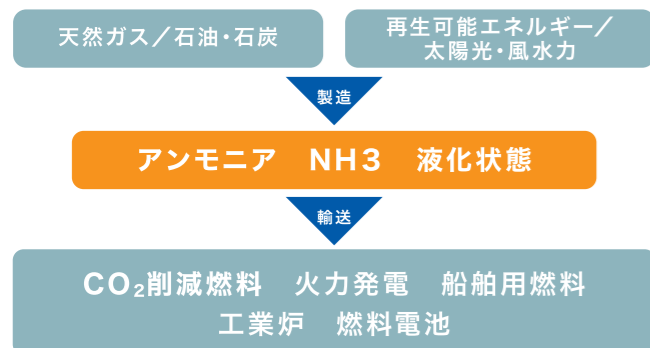 天然ガス／石油・石炭
再生可能エネルギー／
太陽光・風水力
製造
アンモニア　NH3　液化状態
輸送
CO₂削減燃料　火力発電　船舶用燃料
工業炉　燃料電池